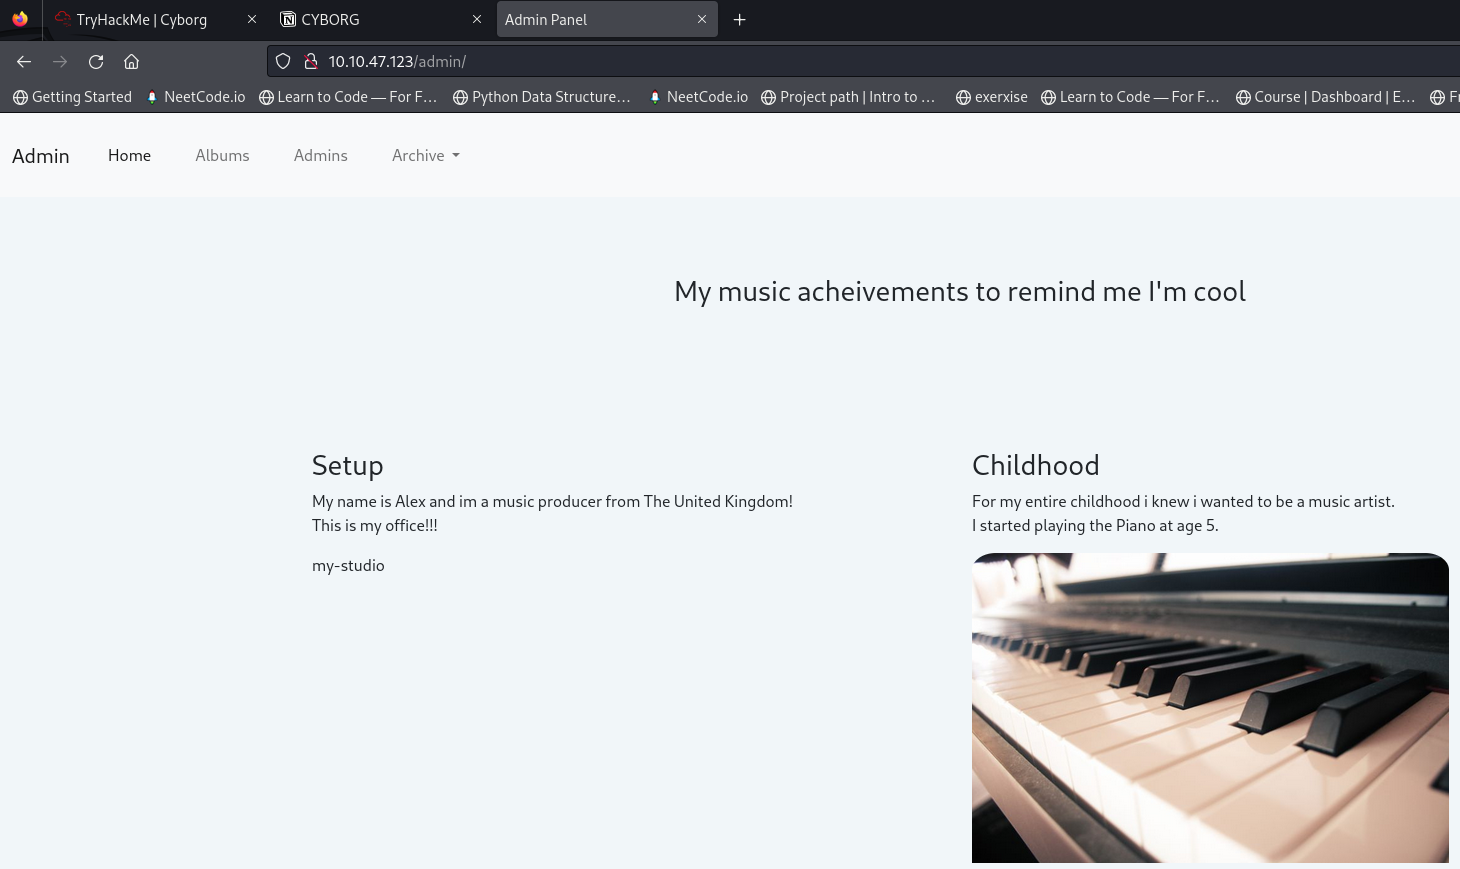 TryHackMe | Cyborg
CYBORG
Admin Panel
10.10.47.123/admin/
Getting Started
NeetCode.io
Learn to Code — For F…
Python Data Structure…
NeetCode.io
Project path | Intro to …
exerxise
Learn to Code — For F…
Course | Dashboard | E…
Admin
Home
Albums
Admins
Archive
My music acheivements to remind me I'm cool
Setup
My name is Alex and im a music producer from The United Kingdom!
This is my office!!!
my-studio
Childhood
For my entire childhood i knew i wanted to be a music artist.
I started playing the Piano at age 5.